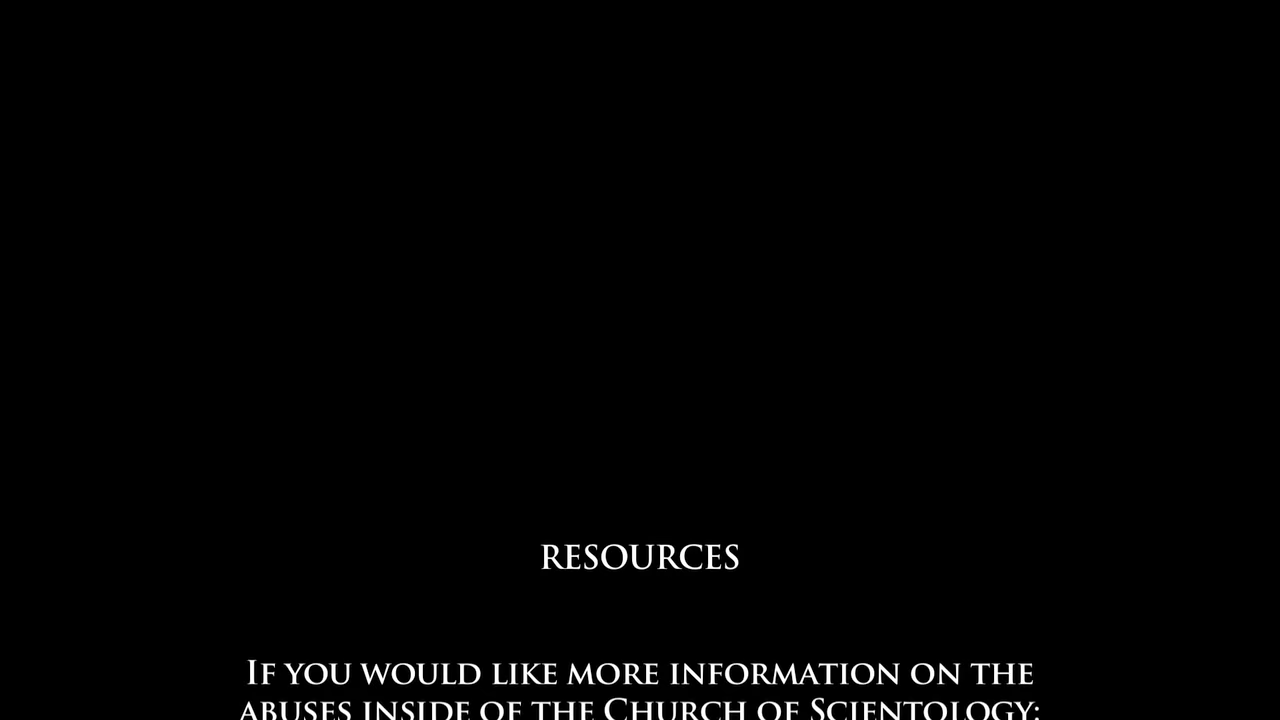 RESOURCES
If you would like more information on the
abuses inside of the Church of Scientology: